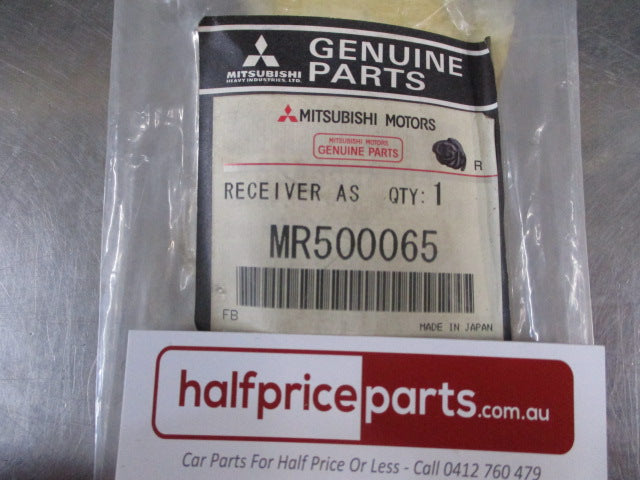 GENUINE
PARTS
MITSUBISHI
HEAVY INDUSTRIES, LTD.
MITSUBISHI MOTORS
MITSUBISHI MOTORS
GENUINE PARTS
R
RECEIVER AS QTY: 1
MR500065
FB
MADE IN JAPAN
halfpriceparts.com.au
Car Parts For Half Price Or Less - Call 0412 760 479